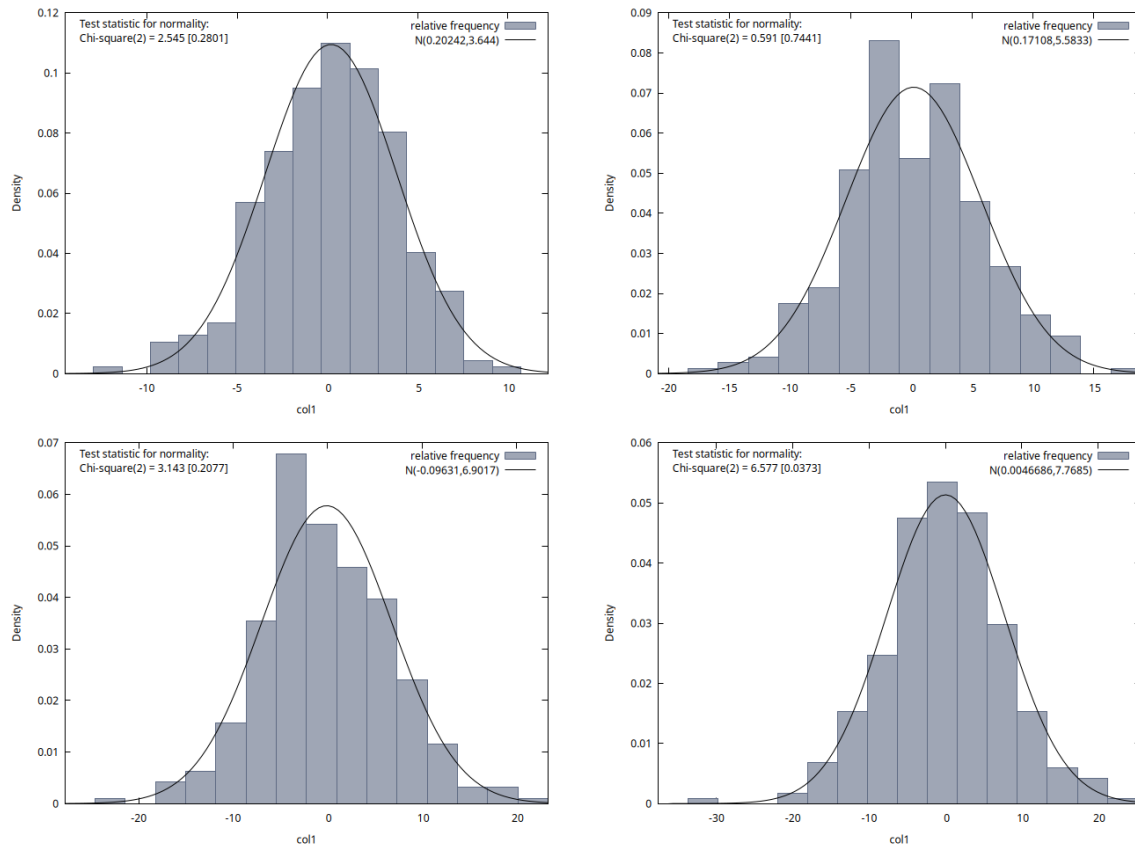 Test statistic for normality:
Chi-square(2) = 2.545 [0.2801]
relative frequency
N(0.20242,3.644)
0.12
0.1
0.08
0.06
0.04
0.02
0
Density
-10
-5
0
5
10
col1
Test statistic for normality:
Chi-square(2) = 0.591 [0.7441]
relative frequency
N(0.17108,5.5833)
0.09
0.08
0.07
0.06
0.05
0.04
0.03
0.02
0.01
0
Density
-20
-15
-10
-5
0
5
10
15
col1
Test statistic for normality:
Chi-square(2) = 3.143 [0.2077]
relative frequency
N(-0.09631,6.9017)
0.07
0.06
0.05
0.04
0.03
0.02
0.01
0
Density
-20
-10
0
10
20
col1
Test statistic for normality:
Chi-square(2) = 6.577 [0.0373]
relative frequency
N(0.0046686,7.7685)
0.06
0.05
0.04
0.03
0.02
0.01
0
Density
-30
-20
-10
0
10
20
col1